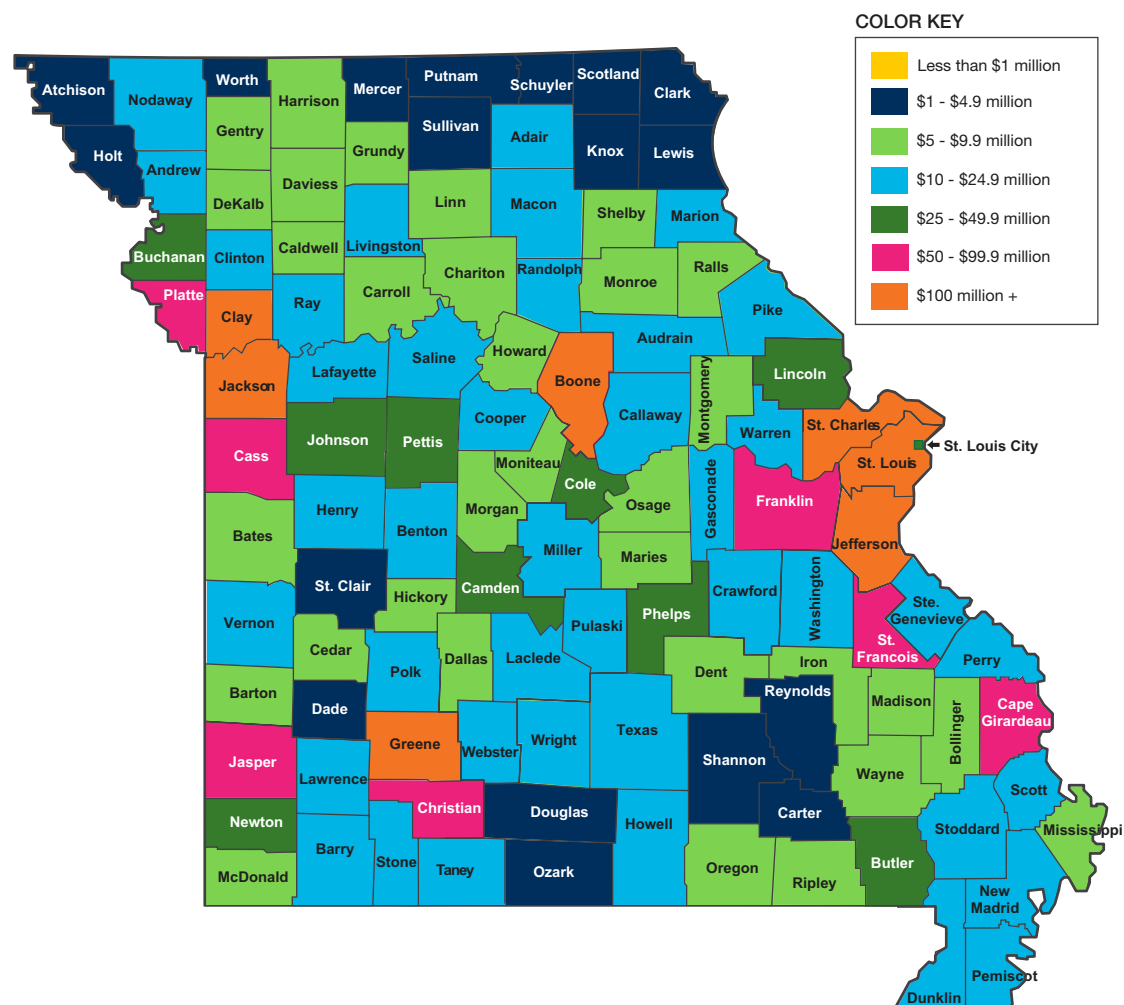 COLOR KEY
Less than $1 million
$1 - $4.9 million
$5 - $9.9 million
$10 - $24.9 million
$25 - $49.9 million
$50 - $99.9 million
$100 million +
Atchison
Nodaway
Worth
Harrison
Mercer
Putnam
Schuyler
Scotland
Clark
Gentry
Sullivan
Adair
Knox
Lewis
Holt
Andrew
Grundy
DeKalb
Daviess
Linn
Macon
Shelby
Marion
Buchanan
Clinton
Caldwell
Livingston
Chariton
Randolph
Monroe
Ralls
Platte
Clay
Ray
Carroll
Pike
Audrain
Howard
Saline
Jackson
Lafayette
Boone
Lincoln
Montgomery
Cooper
Callaway
Warren
St. Charles
St. Louis City
Johnson
Pettis
Cass
Moniteau
Cole
St. Louis
Henry
Morgan
Osage
Gasconade
Franklin
Bates
Benton
Miller
Maries
Jefferson
St. Clair
Camden
Hickory
Crawford
Washington
Ste.
Genevieve
Vernon
Pulaski
Phelps
St.
Francois
Perry
Cedar
Polk
Dallas
Laclede
Dent
Iron
Barton
Dade
Reynolds
Madison
Bollinger
Cape
Girardeau
Greene
Webster
Wright
Texas
Shannon
Wayne
Jasper
Lawrence
Christian
Douglas
Howell
Carter
Scott
Newton
Barry
Stone
Taney
Ozark
Oregon
Ripley
Butler
Stoddard
Mississippi
McDonald
New
Madrid
Pemiscot
Dunklin